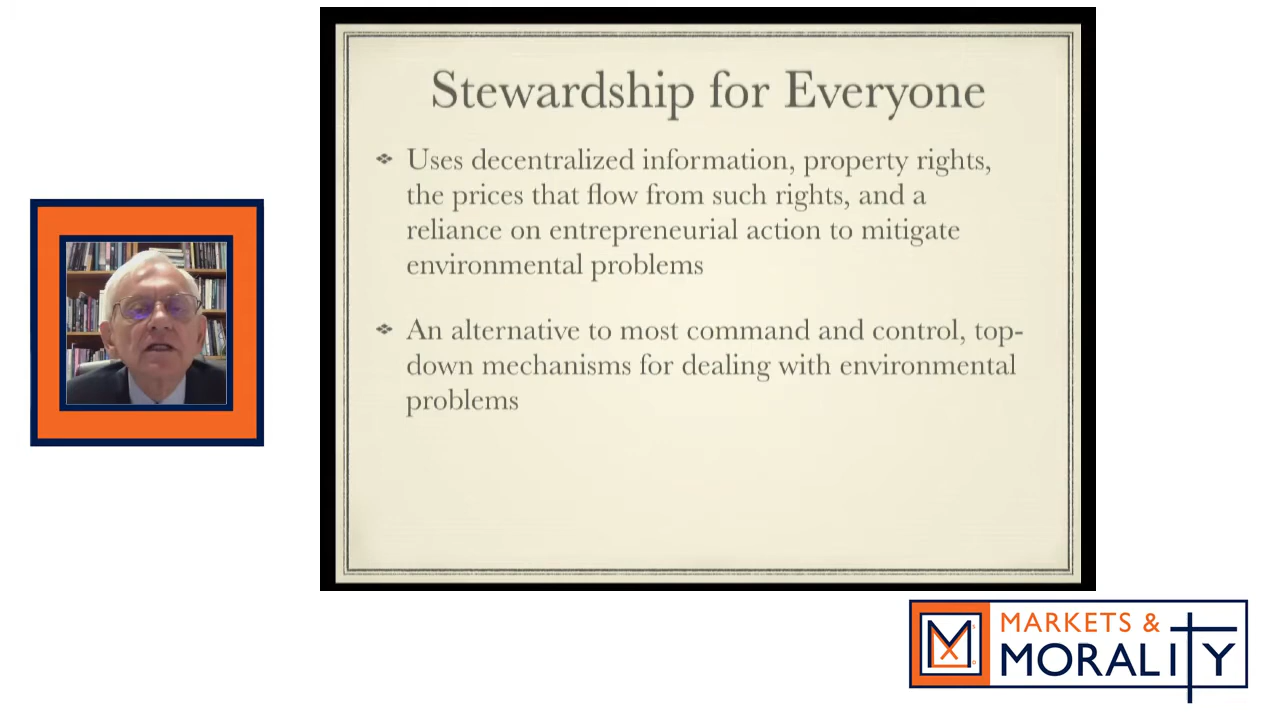 Stewardship for Everyone
Uses decentralized information, property rights,
the prices that flow from such rights, and a
reliance on entrepreneurial action to mitigate
environmental problems
An alternative to most command and control, top-
down mechanisms for dealing with environmental
problems
MARKETS &
MORALITY